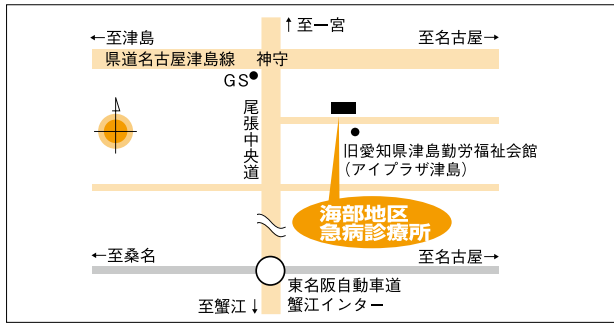 ↑至一宮
←至津島
至名古屋→
県道名古屋津島線
神守
GS
尾張中央道
旧愛知県津島勤労福祉会館
(アイプラザ津島)
海部地区
急病診療所
←至桑名
至名古屋→
東名阪自動車道
蟹江インター
至蟹江↓